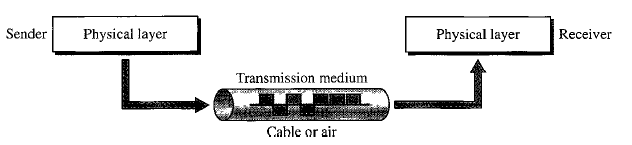 Sender
Physical layer
Physical layer
Receiver
Transmission medium
Cable or air